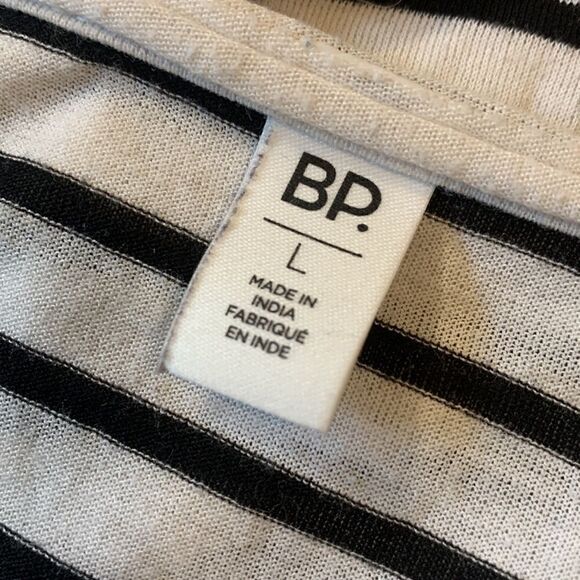 BP.
L
MADE IN
INDIA
FABRIQUÉ
EN INDE